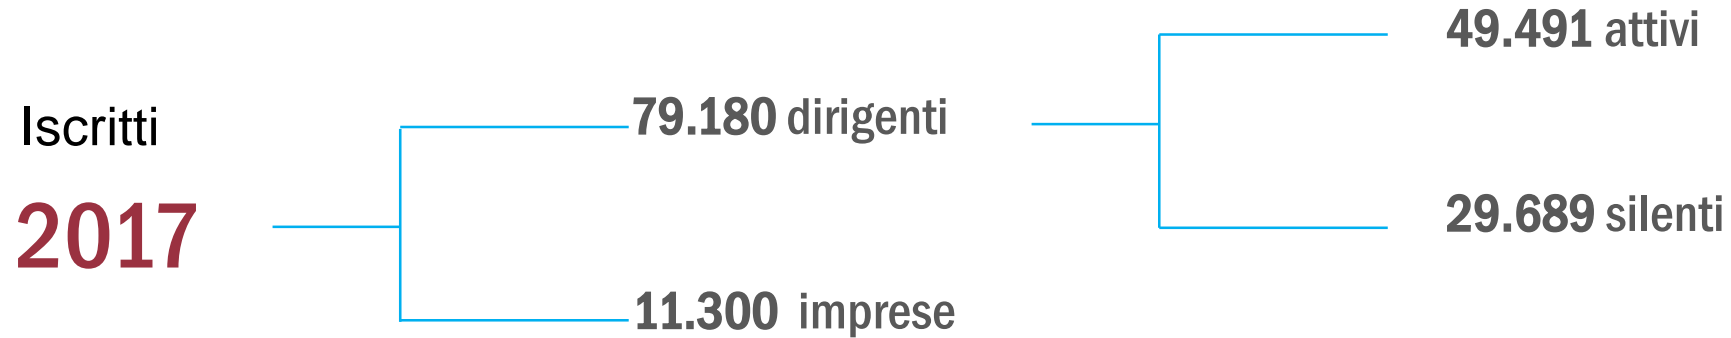 Iscritti
2017
79.180 dirigenti
11.300 imprese
49.491 attivi
29.689 silenti